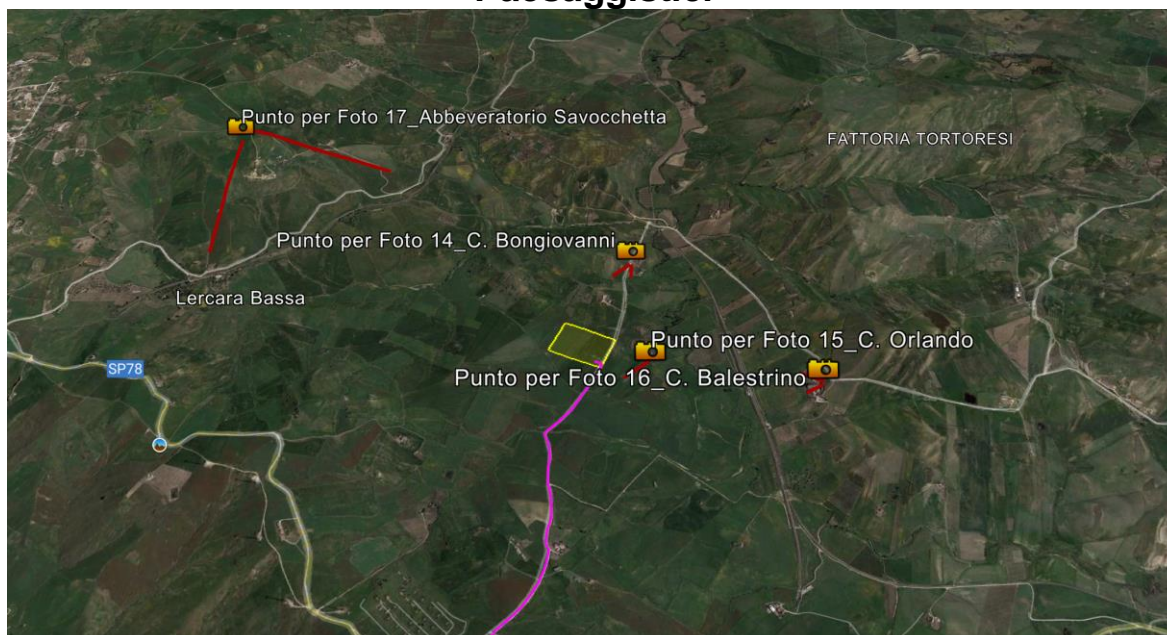 Punto per Foto 17_Abbeveratorio Savocchetta
FATTORIA TORTORESI
Punto per Foto 14_C. Bongiovanni
Lercara Bassa
Punto per Foto 15_C. Orlando
SP78
Punto per Foto 16_C. Balestrino